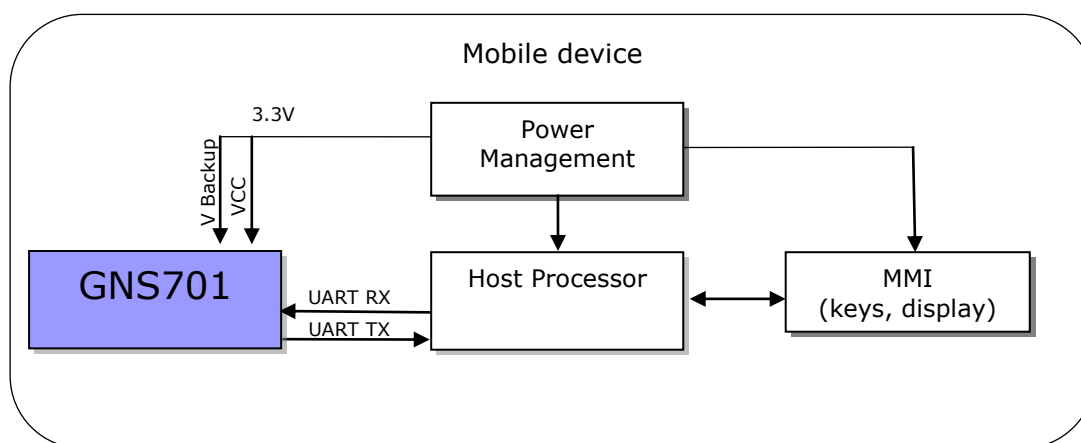 Mobile device
3.3V
Power
Management
V Backup
VCC
GNS701
UART RX
UART TX
Host Processor
MMI
(keys, display)